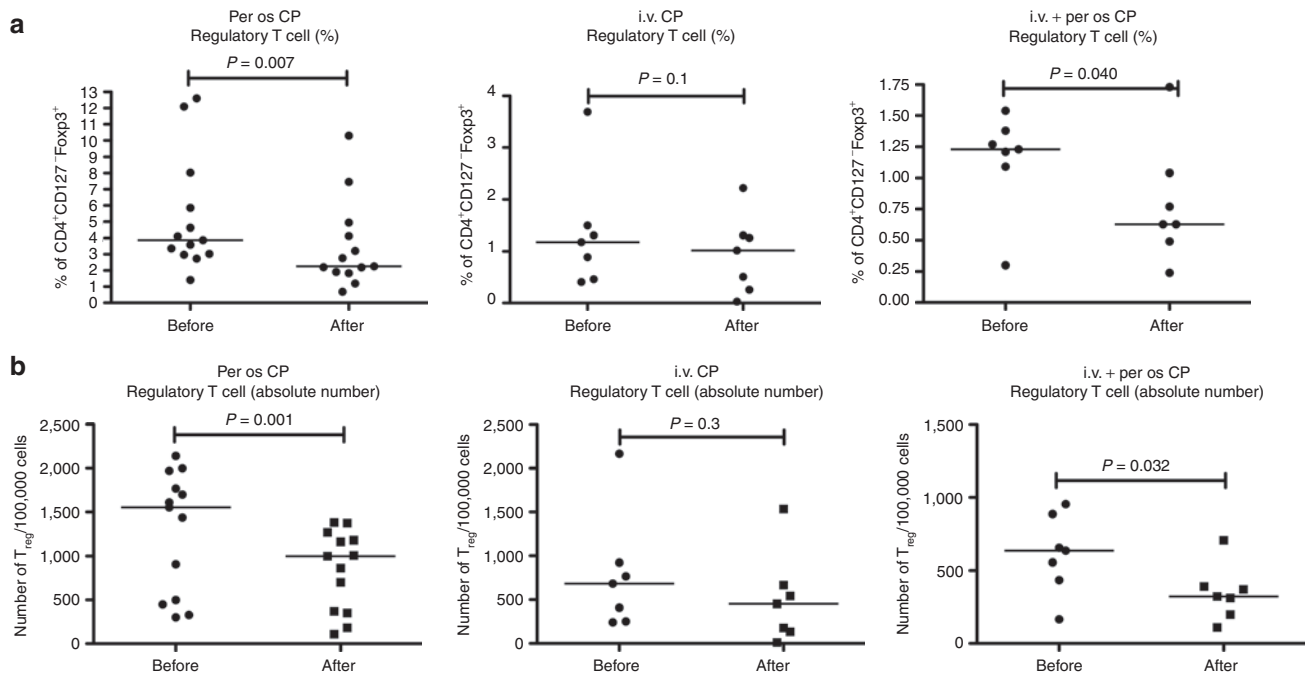 a
Per os CP
Regulatory T cell (%)
P = 0.007
% of CD4⁺CD127⁻Foxp3⁺
13
12
11
10
9
8
7
6
5
4
3
2
1
0
Before
After
i.v. CP
Regulatory T cell (%)
P = 0.1
% of CD4⁺CD127⁻Foxp3⁺
4
3
2
1
0
Before
After
i.v. + per os CP
Regulatory T cell (%)
P = 0.040
% of CD4⁺CD127⁻Foxp3⁺
1.75
1.50
1.25
1.00
0.75
0.50
0.25
0.00
Before
After
b
Per os CP
Regulatory T cell (absolute number)
P = 0.001
Number of Treg/100,000 cells
2,500
2,000
1,500
1,000
500
0
Before
After
i.v. CP
Regulatory T cell (absolute number)
P = 0.3
Number of Treg/100,000 cells
2,500
2,000
1,500
1,000
500
0
Before
After
i.v. + per os CP
Regulatory T cell (absolute number)
P = 0.032
Number of Treg/100,000 cells
1,500
1,000
500
0
Before
After